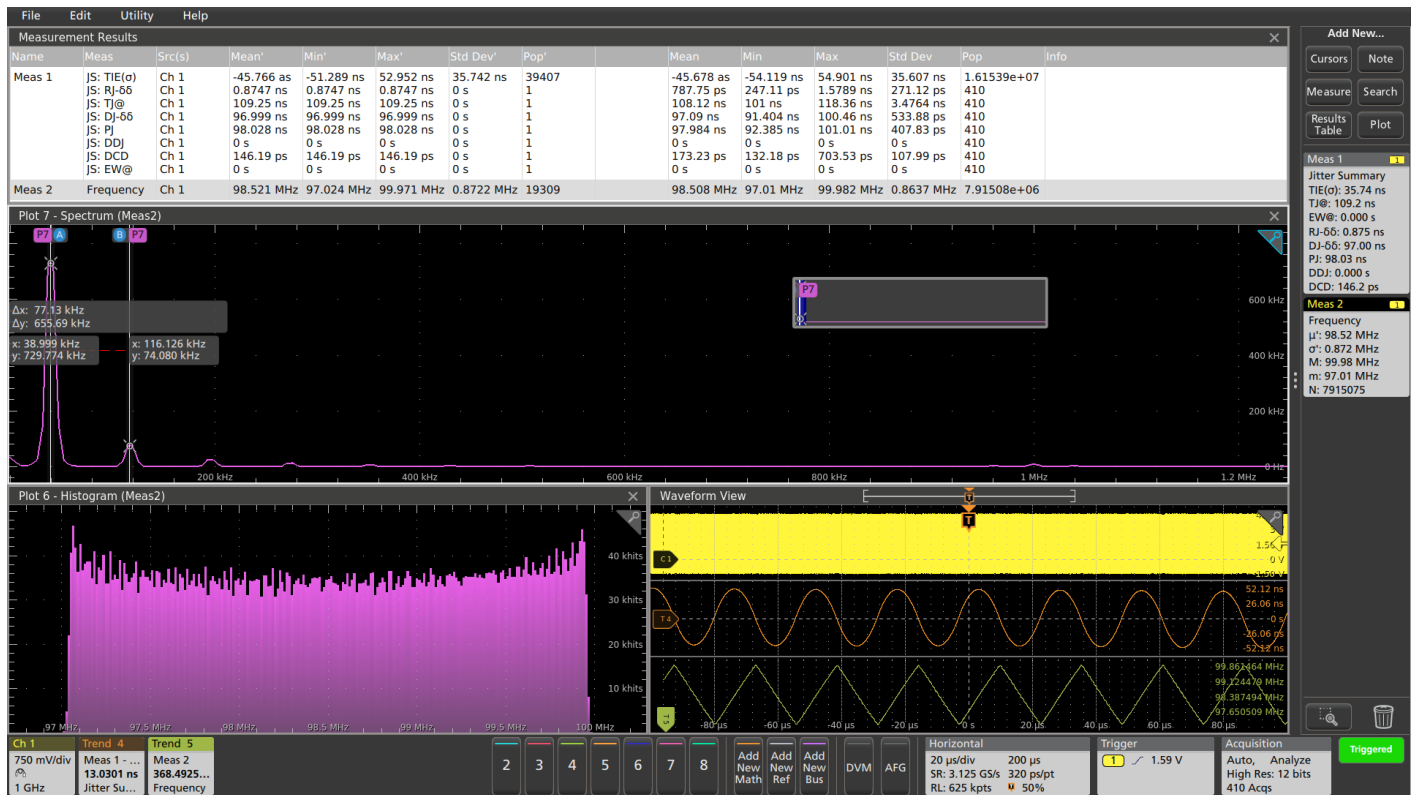 File Edit Utility Help
Measurement Results
Name Meas Src(s) Mean' Min' Max' Std Dev' Pop' Mean Min Max Std Dev Pop Info
Meas 1 JS: TIE(σ) Ch 1 -45.766 as -51.289 ns 52.952 ns 35.742 ns 39407 -45.678 as -54.119 ns 54.901 ns 35.607 ns 1.61539e+07
JS: RJ-δδ Ch 1 0.8747 ns 0.8747 ns 0.8747 ns 0 s 1 787.75 ps 247.11 ps 1.5789 ns 271.12 ps 410
JS: TJ@ Ch 1 109.25 ns 109.25 ns 109.25 ns 0 s 1 108.12 ns 101 ns 118.36 ns 3.4764 ns 410
JS: DJ-δδ Ch 1 96.999 ns 96.999 ns 96.999 ns 0 s 1 97.09 ns 91.404 ns 100.46 ns 533.88 ps 410
JS: PJ Ch 1 98.028 ns 98.028 ns 98.028 ns 0 s 1 97.984 ns 92.385 ns 101.01 ns 407.83 ps 410
JS: DDJ Ch 1 0 s 0 s 0 s 0 s 1 0 s 0 s 0 s 0 s 410
JS: DCD Ch 1 146.19 ps 146.19 ps 146.19 ps 0 s 1 173.23 ps 132.18 ps 703.53 ps 107.99 ps 410
JS: EW@ Ch 1 0 s 0 s 0 s 0 s 1 0 s 0 s 0 s 0 s 410
Meas 2 Frequency Ch 1 98.521 MHz 97.024 MHz 99.971 MHz 0.8722 MHz 19309 98.508 MHz 97.01 MHz 99.982 MHz 0.8637 MHz 7.91508e+06
Plot 7 - Spectrum (Meas2)
P7 A B P7
P7
Δx: 77.13 kHz
Δy: 655.69 kHz
x: 38.999 kHz
y: 729.774 kHz
x: 116.126 kHz
y: 74.080 kHz
600 kHz
400 kHz
200 kHz
0 Hz
200 kHz 400 kHz 600 kHz 800 kHz 1 MHz 1.2 MHz
Plot 6 - Histogram (Meas2)
40 khits
30 khits
20 khits
10 khits
97 MHz 97.5 MHz 98 MHz 98.5 MHz 99 MHz 99.5 MHz 100 MHz
Waveform View
T
T
C 1
0 V
-1.50 V
T 4
52.12 ns
26.06 ns
0 s
-26.06 ns
-52.12 ns
T 5
99.861464 MHz
99.124479 MHz
98.387494 MHz
97.650509 MHz
-80 µs -60 µs -40 µs -20 µs 0 s 20 µs 40 µs 60 µs 80 µs
Add New...
Cursors Note
Measure Search
Results Table Plot
Meas 1 1
Jitter Summary
TIE(σ): 35.74 ns
TJ@: 109.2 ns
EW@: 0.000 s
RJ-δδ: 0.875 ns
DJ-δδ: 97.00 ns
PJ: 98.03 ns
DDJ: 0.000 s
DCD: 146.2 ps
Meas 2 1
Frequency
µ': 98.52 MHz
σ': 0.872 MHz
M: 99.98 MHz
m: 97.01 MHz
N: 7915075
Ch 1
750 mV/div
1 GHz
Trend 4
Meas 1 - ...
13.0301 ns
Jitter Su...
Trend 5
Meas 2
368.4925...
Frequency
2 3 4 5 6 7 8
Add New Math
Add New Ref
Add New Bus
DVM
AFG
Horizontal
20 µs/div 200 µs
SR: 3.125 GS/s 320 ps/pt
RL: 625 kpts 50%
Trigger
1 1.59 V
Acquisition
Auto, Analyze
High Res: 12 bits
410 Acqs
Triggered